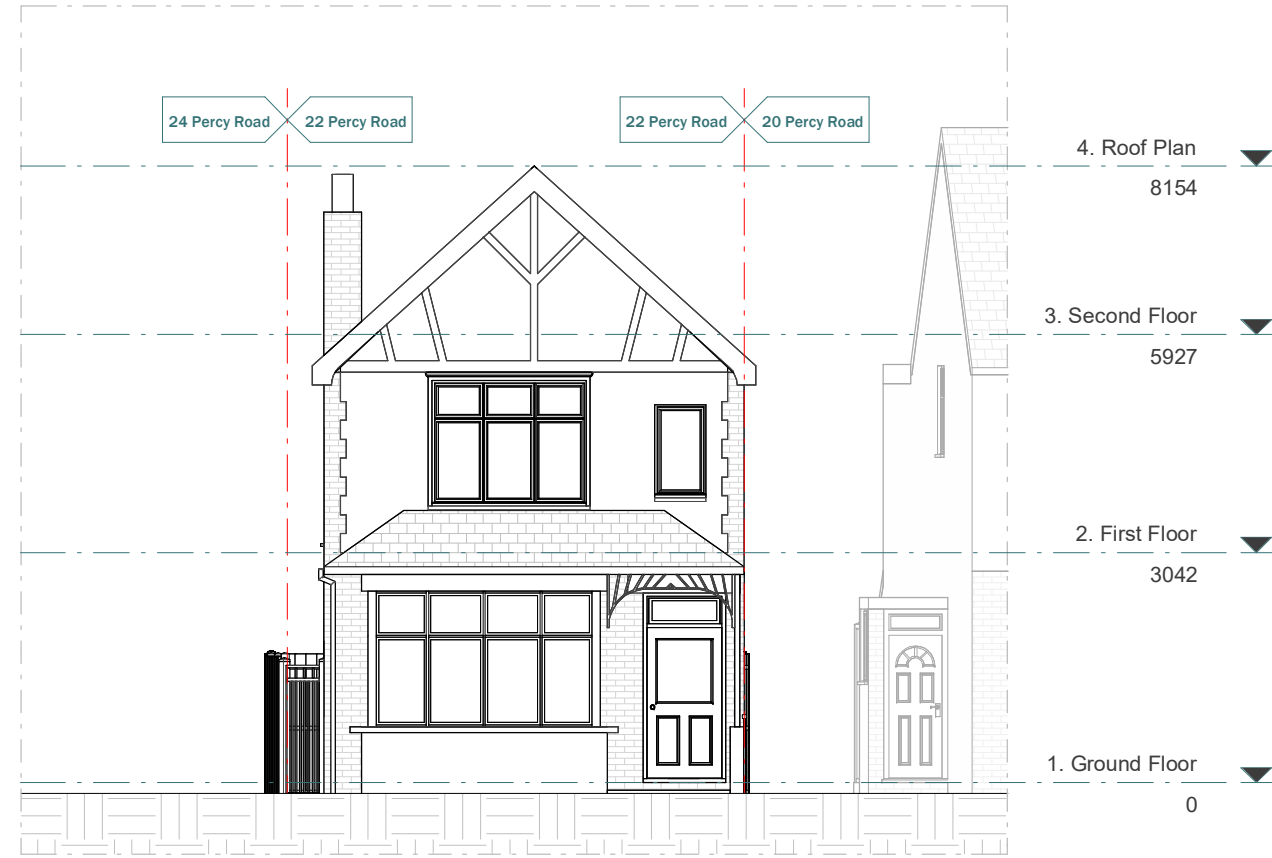 24 Percy Road
22 Percy Road
22 Percy Road
20 Percy Road
4. Roof Plan
8154
3. Second Floor
5927
2. First Floor
3042
1. Ground Floor
0